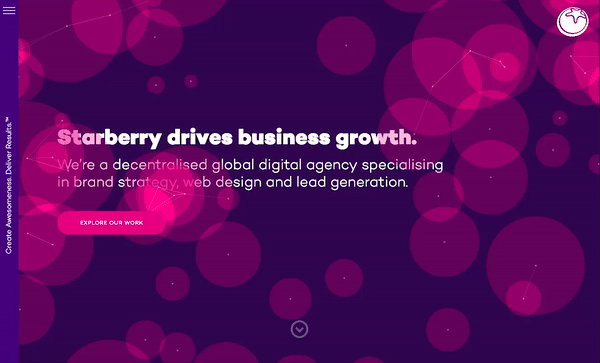 Create Awesomeness. Deliver Results.™
Starberry drives business growth.
We're a decentralised global digital agency specialising
in brand strategy, web design and lead generation.
EXPLORE OUR WORK